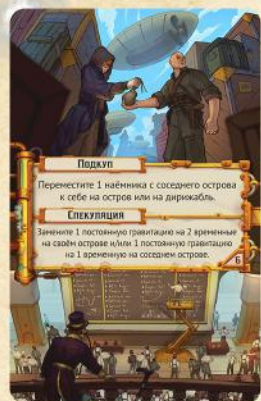 Подкуп
Переместите 1 наёмника с соседнего острова
к себе на остров или на дирижабль.
Спекуляция
Замените 1 постоянную гравитацию на 2 временные
на своём острове и/или 1 постоянную гравитацию
на 1 временную на соседнем острове.
6